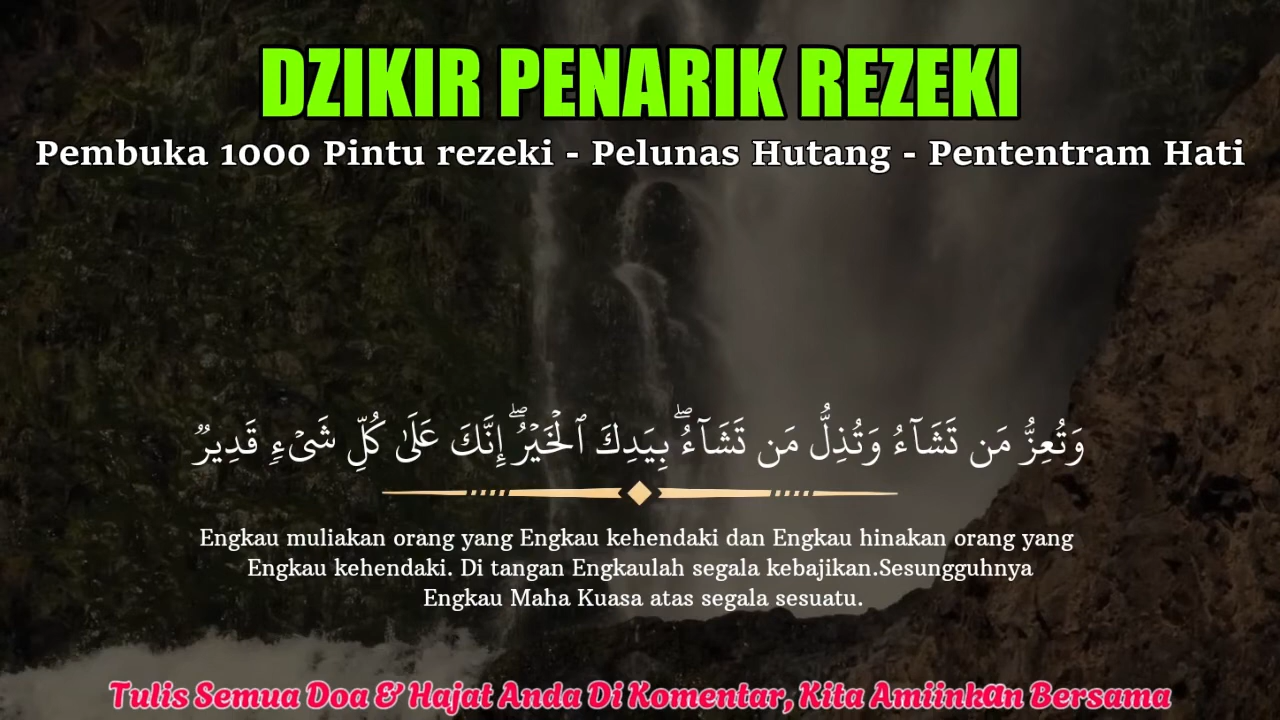 DZIKIR PENARIK REZEKI
Pembuka 1000 Pintu rezeki - Pelunas Hutang - Pententram Hati
وَتُعِزُّ مَن تَشَآءُ وَتُذِلُّ مَن تَشَآءُۖ بِيَدِكَ ٱلْخَيْرُۖ إِنَّكَ عَلَىٰ كُلِّ شَىْءٍ قَدِيرٌ
Engkau muliakan orang yang Engkau kehendaki dan Engkau hinakan orang yang
Engkau kehendaki. Di tangan Engkaulah segala kebajikan.Sesungguhnya
Engkau Maha Kuasa atas segala sesuatu.
Tulis Semua Doa & Hajat Anda Di Komentar, Kita Amiinkan Bersama